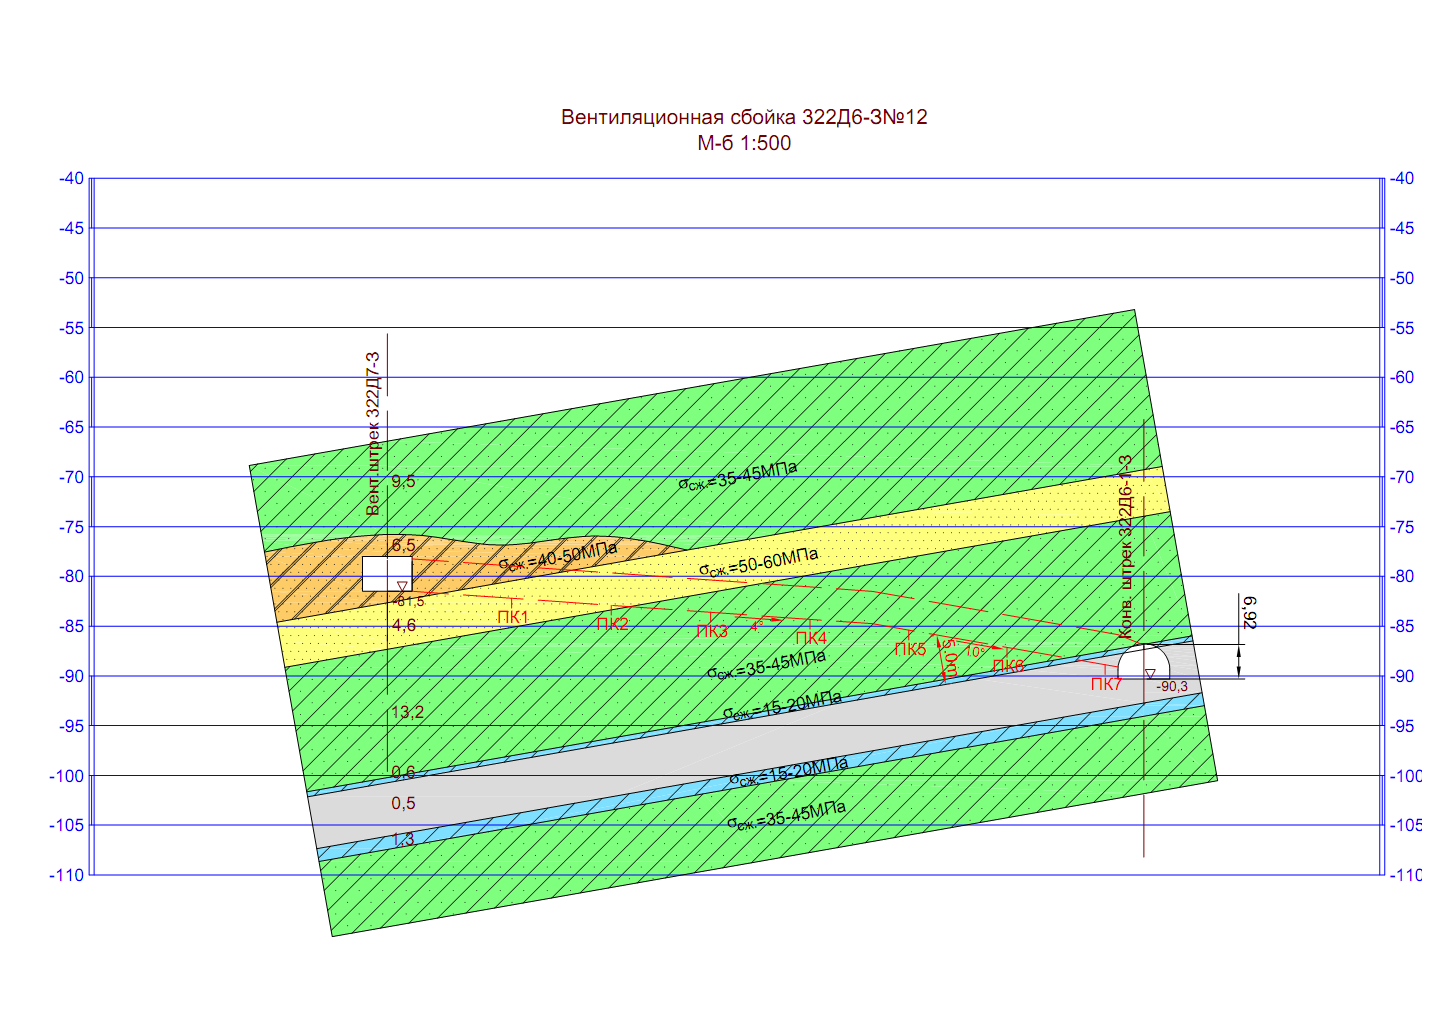 Вентиляционная сбойка 322Д6-3№12
М-б 1:500
-40 -40
-45 -45
-50 -50
-55 -55
-60 -60
-65 -65
-70 -70
-75 -75
-80 -80
-85 -85
-90 -90
-95 -95
-100 -100
-105 -105
-110 -110
Вент.штрек 322Д7-3
9,5
6,5
-81,5
4,6
13,2
0,6
0,5
1,3
σсж.=35-45МПа
σсж.=40-50МПа
σсж.=50-60МПа
σсж.=35-45МПа
σсж.=15-20МПа
σсж.=15-20МПа
σсж.=35-45МПа
ПК1
ПК2
ПК3
4°
ПК4
ПК5
5.0m
10°
ПК6
ПК7
Конв. штрек 322Д6-1-3
-90,3
6,92